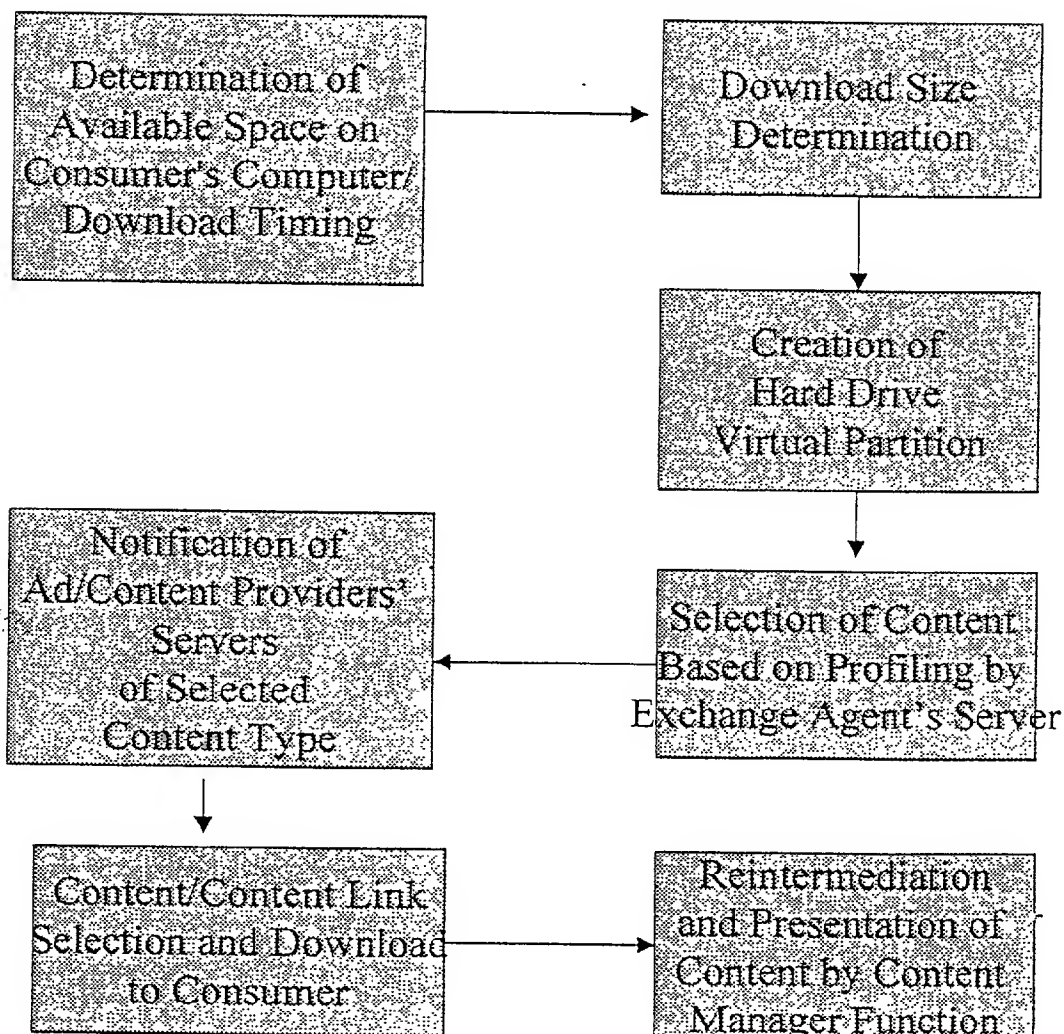 Determination of
Available Space on
Consumer's Computer/
Download Timing
Download Size
Determination
Creation of
Hard Drive
Virtual Partition
Selection of Content
Based on Profiling by
Exchange Agent's Server
Notification of
Ad/Content Providers'
Servers
of Selected
Content Type
Content/Content Link
Selection and Download
to Consumer
Reintermediation
and Presentation of
Content by Content
Manager Function